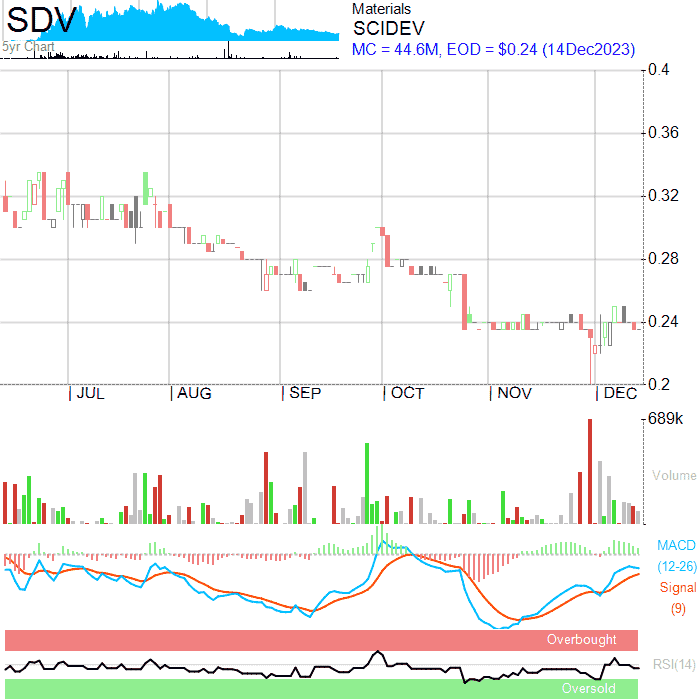 SDV
5yr Chart
Materials
SCIDEV
MC = 44.6M, EOD = $0.24 (14Dec2023)
0.4
0.36
0.32
0.28
0.24
0.2
JUL AUG SEP OCT NOV DEC
689k
Volume
MACD
(12-26)
Signal
(9)
Overbought
RSI(14)
Oversold